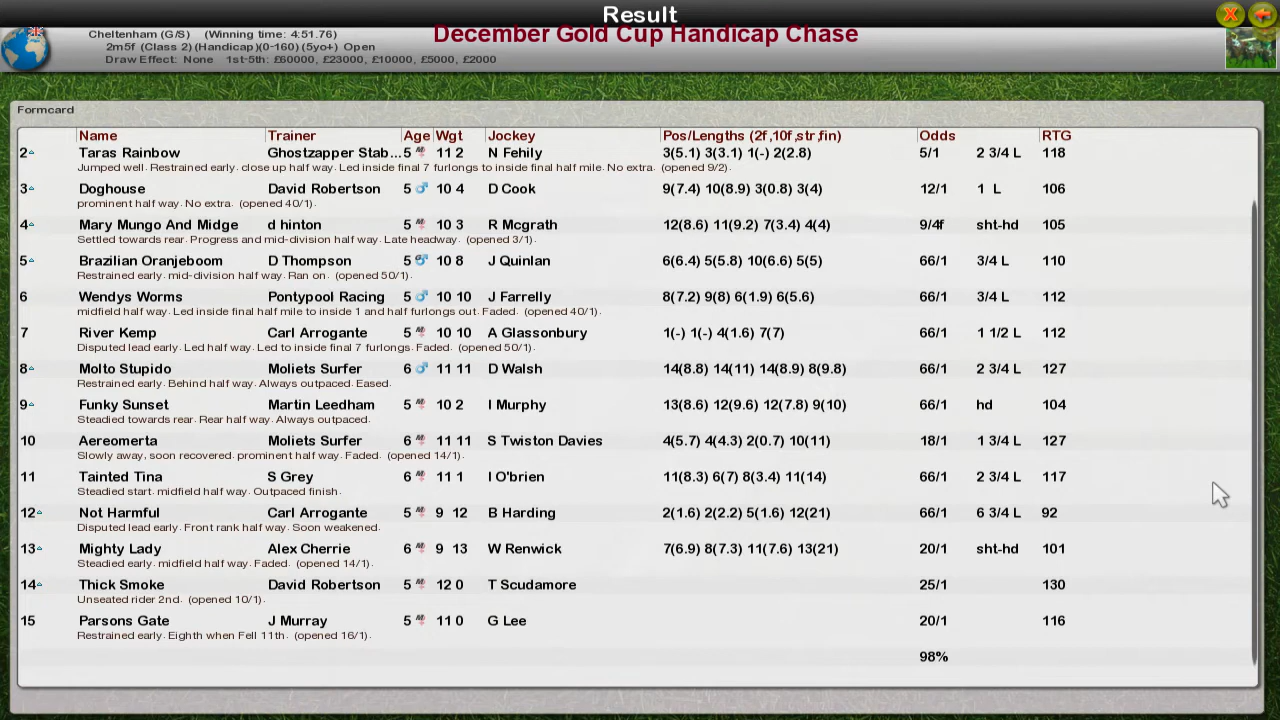 Result
December Gold Cup Handicap Chase
Cheltenham (G/S) (Winning time: 4:51.76)
2m5f (Class 2) (Handicap)(0-160) (5yo+) Open
Draw Effect: None 1st-5th: £60000, £23000, £10000, £5000, £2000
Formcard
Name Trainer Age Wgt Jockey Pos/Lengths (2f,10f,str,fin) Odds RTG
2 Taras Rainbow Ghostzapper Stab... 5 11 2 N Fehily 3(5.1) 3(3.1) 1(-) 2(2.8) 5/1 2 3/4 L 118
Jumped well. Restrained early. close up half way. Led inside final 7 furlongs to inside final half mile. No extra. (opened 9/2).
3 Doghouse David Robertson 5 10 4 D Cook 9(7.4) 10(8.9) 3(0.8) 3(4) 12/1 1 L 106
prominent half way. No extra. (opened 40/1).
4 Mary Mungo And Midge d hinton 5 10 3 R Mcgrath 12(8.6) 11(9.2) 7(3.4) 4(4) 9/4f sht-hd 105
Settled towards rear. Progress and mid-division half way. Late headway. (opened 3/1).
5 Brazilian Oranjeboom D Thompson 5 10 8 J Quinlan 6(6.4) 5(5.8) 10(6.6) 5(5) 66/1 3/4 L 110
Restrained early. mid-division half way. Ran on. (opened 50/1).
6 Wendys Worms Pontypool Racing 5 10 10 J Farrelly 8(7.2) 9(8) 6(1.9) 6(5.6) 66/1 3/4 L 112
midfield half way. Led inside final half mile to inside 1 and half furlongs out. Faded. (opened 40/1).
7 River Kemp Carl Arrogante 5 10 10 A Glassonbury 1(-) 1(-) 4(1.6) 7(7) 66/1 1 1/2 L 112
Disputed lead early. Led half way. Led to inside final 7 furlongs. Faded. (opened 50/1).
8 Molto Stupido Moliets Surfer 6 11 11 D Walsh 14(8.8) 14(11) 14(8.9) 8(9.8) 66/1 2 3/4 L 127
Restrained early. Behind half way. Always outpaced. Eased.
9 Funky Sunset Martin Leedham 5 10 2 I Murphy 13(8.6) 12(9.6) 12(7.8) 9(10) 66/1 hd 104
Steadied towards rear. Rear half way. Always outpaced.
10 Aereomerta Moliets Surfer 6 11 11 S Twiston Davies 4(5.7) 4(4.3) 2(0.7) 10(11) 18/1 1 3/4 L 127
Slowly away, soon recovered. prominent half way. Faded. (opened 14/1).
11 Tainted Tina S Grey 6 11 1 I O'brien 11(8.3) 6(7) 8(3.4) 11(14) 66/1 2 3/4 L 117
Steadied start. midfield half way. Outpaced finish.
12 Not Harmful Carl Arrogante 5 9 12 B Harding 2(1.6) 2(2.2) 5(1.6) 12(21) 66/1 6 3/4 L 92
Disputed lead early. Front rank half way. Soon weakened.
13 Mighty Lady Alex Cherrie 6 9 13 W Renwick 7(6.9) 8(7.3) 11(7.6) 13(21) 20/1 sht-hd 101
Steadied early. midfield half way. Faded. (opened 14/1).
14 Thick Smoke David Robertson 5 12 0 T Scudamore 25/1 130
Unseated rider 2nd. (opened 10/1).
15 Parsons Gate J Murray 5 11 0 G Lee 20/1 116
Restrained early. Eighth when Fell 11th. (opened 16/1).
98%